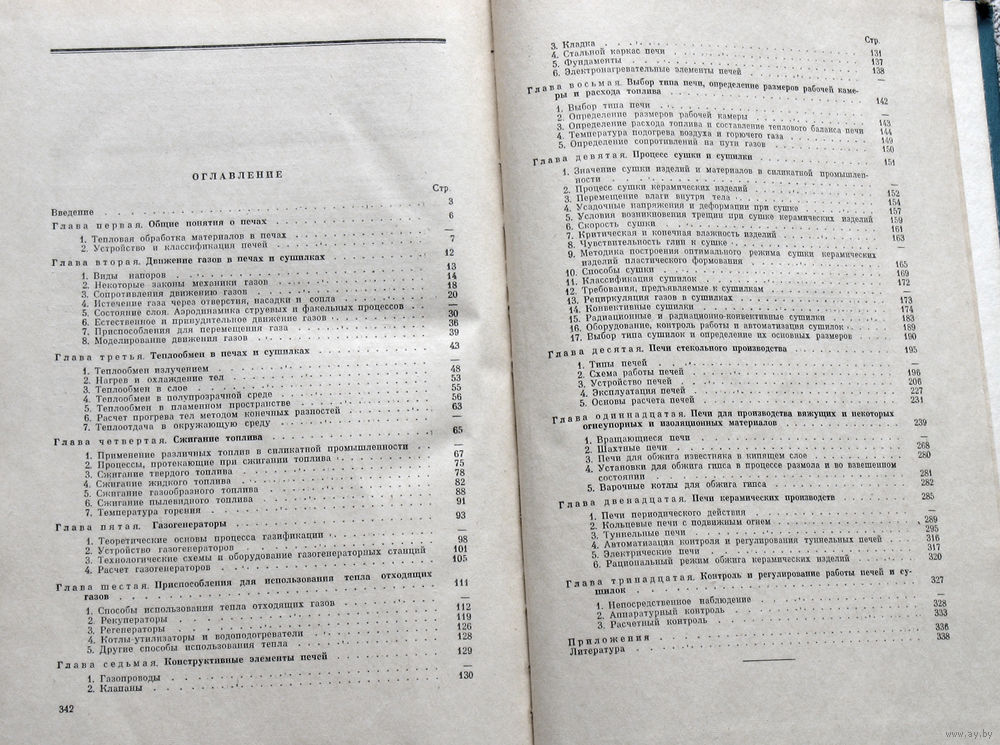 ОГЛАВЛЕНИЕ
Стр.
Введение 3
Глава первая. Общие понятия о печах 6
1. Тепловая обработка материалов в печах —
2. Устройство и классификация печей 7
Глава вторая. Движение газов в печах и сушилках 12
1. Виды напоров —
2. Некоторые законы механики газов 13
3. Сопротивления движению газов 14
4. Истечение газа через отверстия, насадки и сопла 18
5. Состояние слоя. Аэродинамика струевых и факельных процессов 20
6. Естественное и принудительное движение газов 30
7. Приспособления для перемещения газа 36
8. Моделирование движения газов 39
Глава третья. Теплообмен в печах и сушилках 43
1. Теплообмен излучением —
2. Нагрев и охлаждение тел 48
3. Теплообмен в слое 53
4. Теплообмен в полупрозрачной среде 55
5. Теплообмен в пламенном пространстве 56
6. Расчет прогрева тел методом конечных разностей 63
7. Теплоотдача в окружающую среду
Глава четвертая. Сжигание топлива 65
1. Применение различных топлив в силикатной промышленности —
2. Процессы, протекающие при сжигании топлива 67
3. Сжигание твердого топлива 75
4. Сжигание жидкого топлива 78
5. Сжигание газообразного топлива 82
6. Сжигание пылевидного топлива 88
7. Температура горения 91
Глава пятая. Газогенераторы 93
1. Теоретические основы процесса газификации —
2. Устройство газогенераторов 98
3. Технологические схемы и оборудование газогенераторных станций 101
4. Расчет газогенераторов 105
Глава шестая. Приспособления для использования тепла отходящих
газов 111
1. Способы использования тепла отходящих газов —
2. Рекуператоры 112
3. Регенераторы 119
4. Котлы-утилизаторы и водоподогреватели 126
5. Другие способы использования тепла 128
Глава седьмая. Конструктивные элементы печей 129
1. Газопроводы —
2. Клапаны 130
342
Стр.
3. Кладка 131
4. Стальной каркас печи 137
5. Фундаменты 138
6. Электронагревательные элементы печей —
Глава восьмая. Выбор типа печи, определение размеров рабочей каме-
ры и расхода топлива 142
1. Выбор типа печи —
2. Определение размеров рабочей камеры 143
3. Определение расхода топлива и составление теплового баланса печи 144
4. Температура подогрева воздуха и горючего газа 149
5. Определение сопротивлений на пути газов 150
Глава девятая. Процесс сушки и сушилки 151
1. Значение сушки изделий и материалов в силикатной промышлен-
ности —
2. Процесс сушки керамических изделий 152
3. Перемещение влаги внутри тела 154
4. Усадочные напряжения и деформации при сушке 157
5. Условия возникновения трещин при сушке керамических изделий 159
6. Скорость сушки 161
7. Критическая и конечная влажность изделий 163
8. Чувствительность глин к сушке —
9. Методика построения оптимального режима сушки керамических
изделий пластического формования 165
10. Способы сушки 169
11. Классификация сушилок 172
12. Требования, предъявляемые к сушилкам —
13. Рециркуляция газов в сушилках 173
14. Конвективные сушилки 174
15. Радиационные и радиационно-конвективные сушилки 183
16. Оборудование, контроль работы и автоматизация сушилок 189
17. Выбор типа сушилок и определение их основных размеров 190
Глава десятая. Печи стекольного производства 195
1. Типы печей —
2. Схема работы печей 196
3. Устройство печей 206
4. Эксплуатация печей 227
5. Основы расчета печей 231
Глава одиннадцатая. Печи для производства вяжущих и некоторых
огнеупорных и изоляционных материалов 239
1. Вращающиеся печи —
2. Шахтные печи 268
3. Печи для обжига известняка в кипящем слое 280
4. Установки для обжига гипса в процессе размола и во взвешенном
состоянии 281
5. Варочные котлы для обжига гипса 282
Глава двенадцатая. Печи керамических производств 285
1. Печи периодического действия —
2. Кольцевые печи с подвижным огнем 289
3. Туннельные печи 295
4. Автоматизация контроля и регулирования туннельных печей 316
5. Электрические печи 317
6. Рациональный режим обжига керамических изделий 320
Глава тринадцатая. Контроль и регулирование работы печей и су-
шилок 327
1. Непосредственное наблюдение —
2. Аппаратурный контроль 328
3. Расчетный контроль 333
Приложения 336
Литература 338
www.ay.by